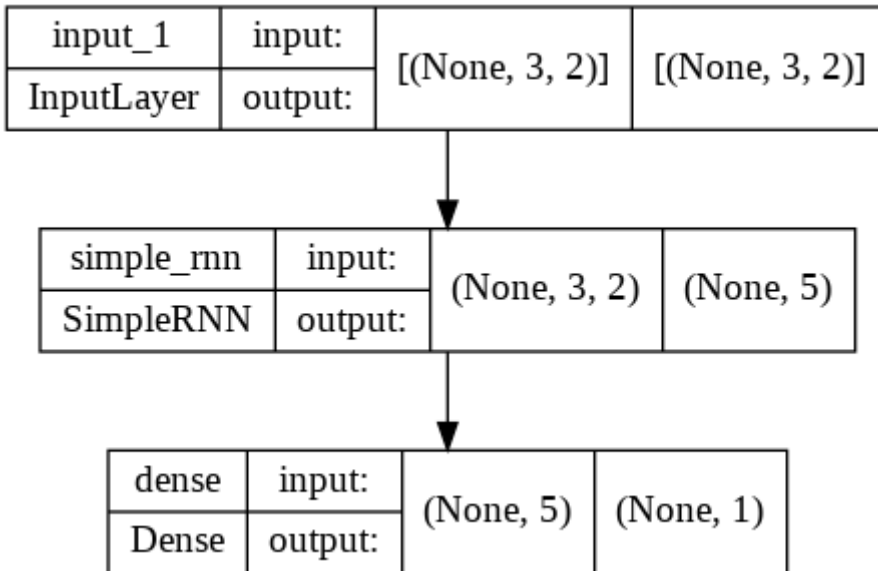 input_1 input: [(None, 3, 2)] [(None, 3, 2)]
InputLayer output:
simple_rnn input: (None, 3, 2) (None, 5)
SimpleRNN output:
dense input: (None, 5) (None, 1)
Dense output: